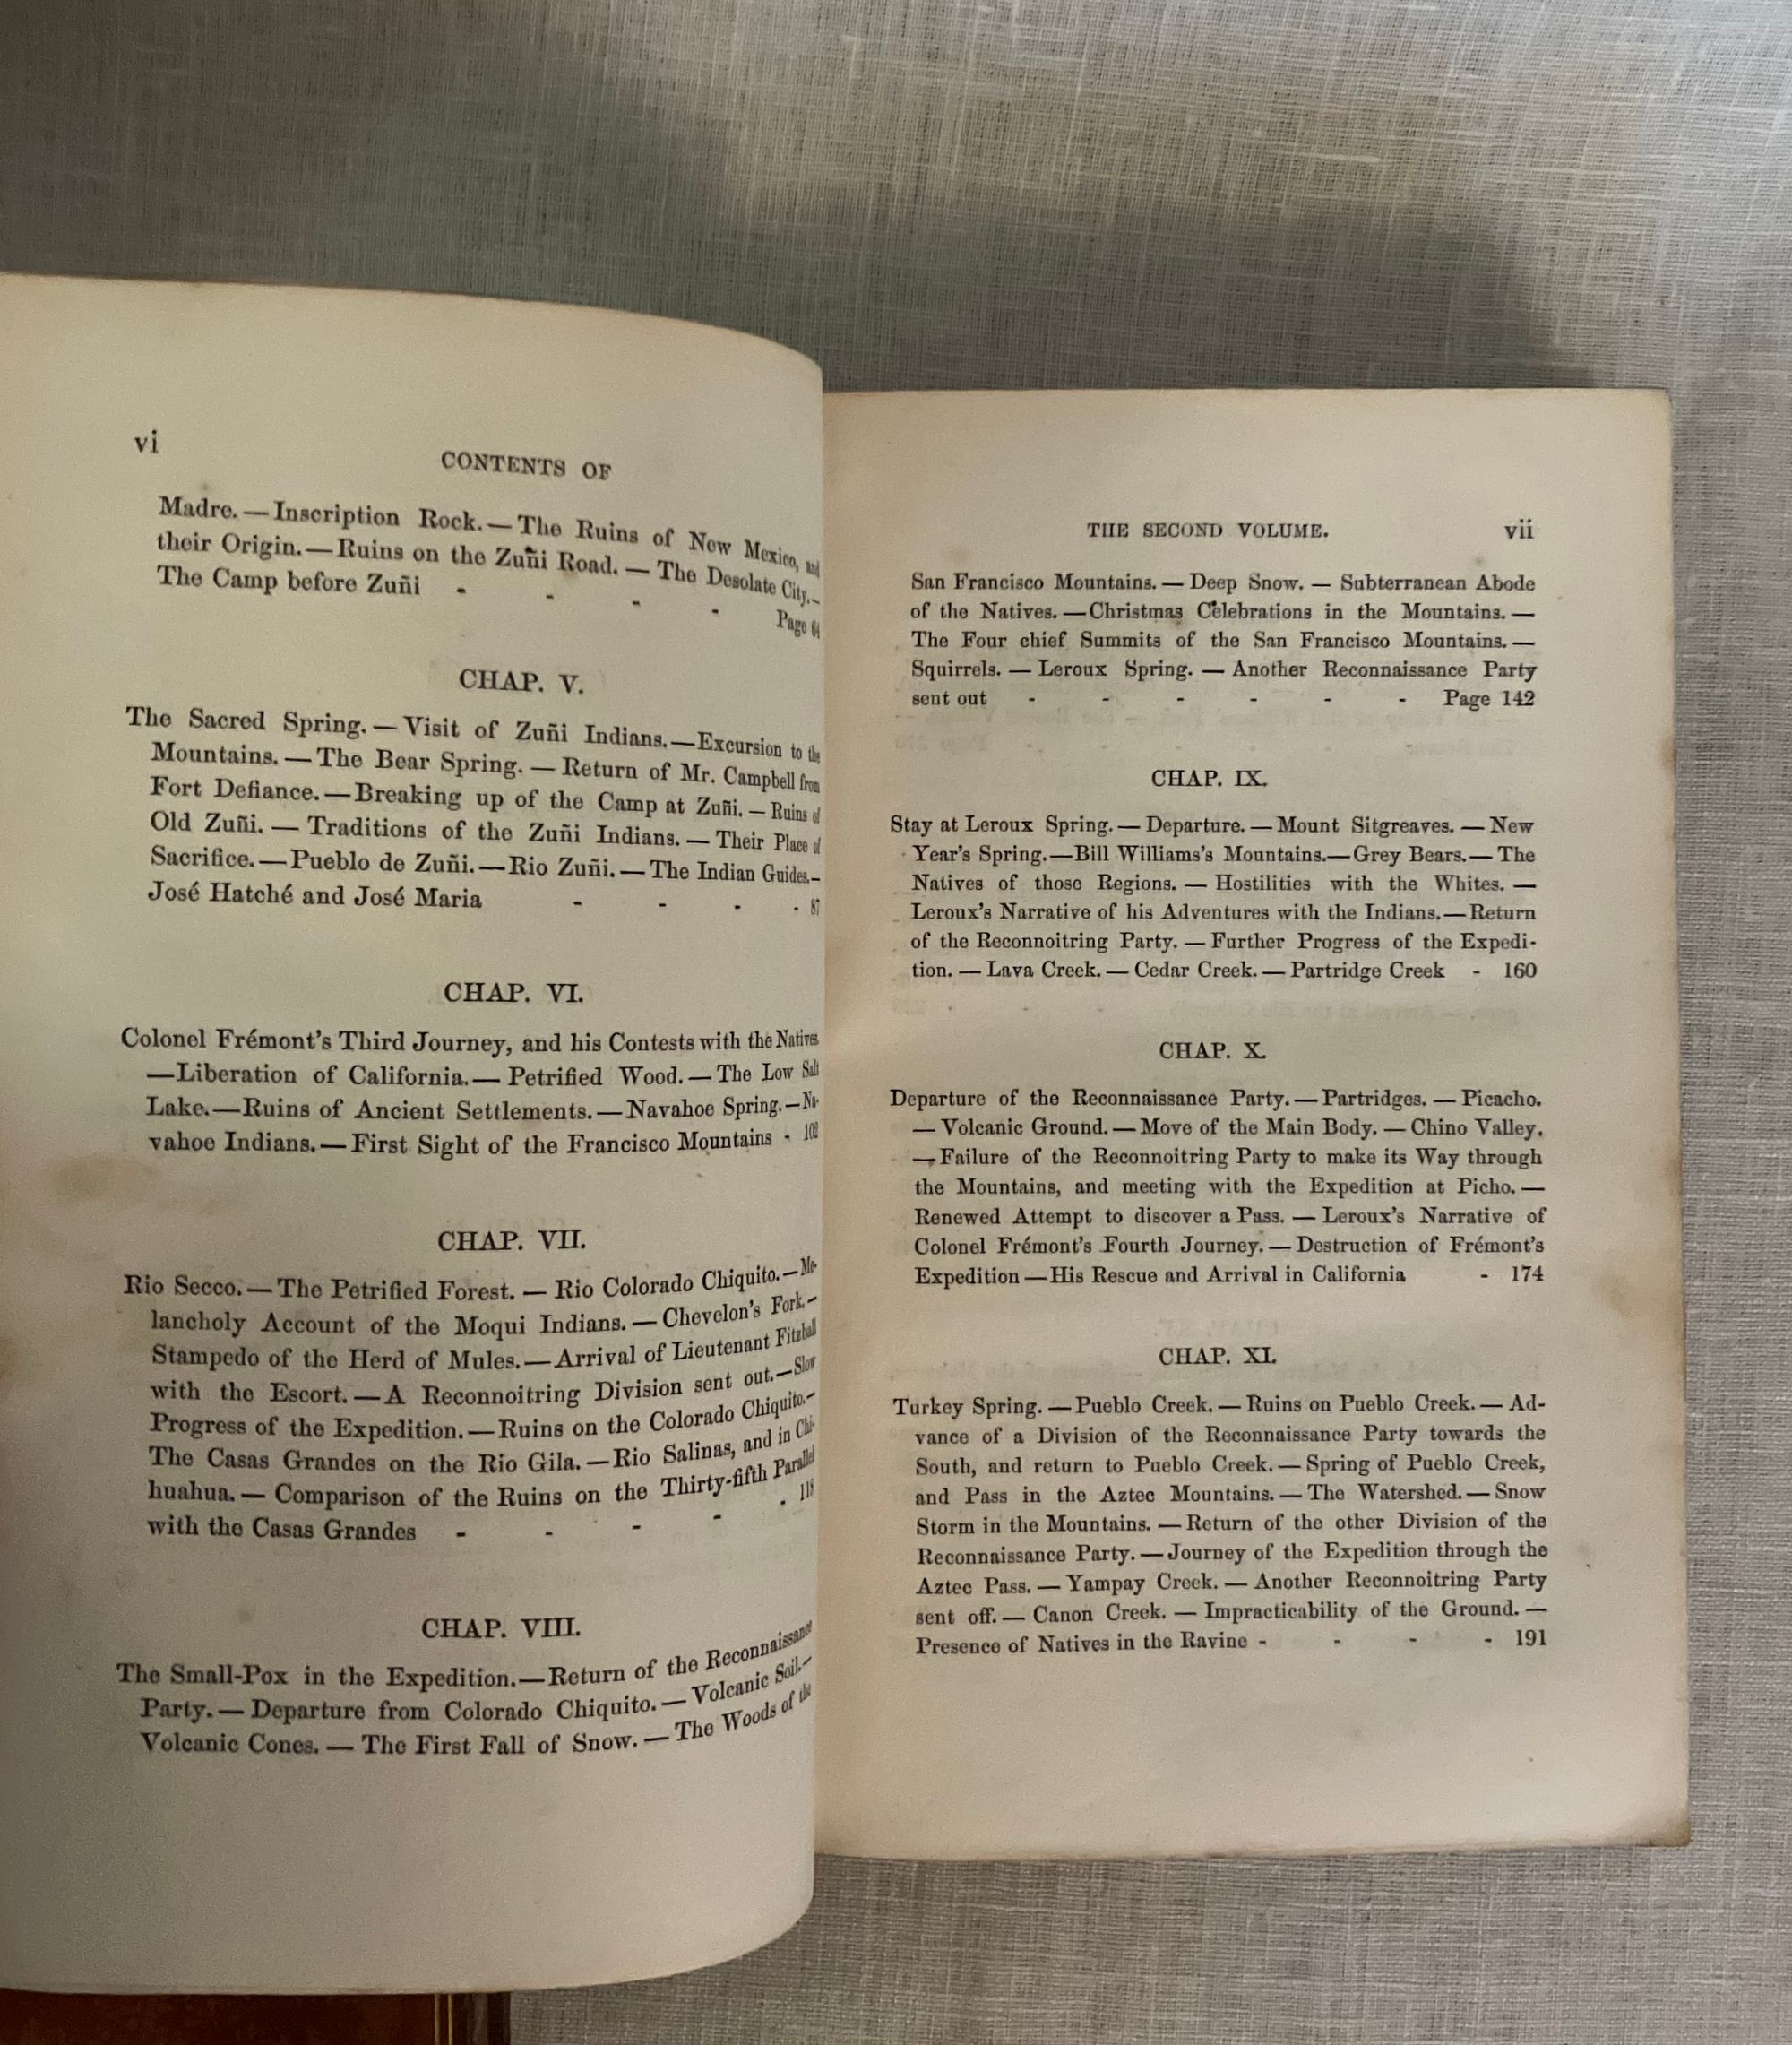 vi
CONTENTS OF
Madre. — Inscription Rock. — The Ruins of New Mexico, and
their Origin. — Ruins on the Zuñi Road. — The Desolate City. —
The Camp before Zuñi - - - - Page 64
CHAP. V.
The Sacred Spring. — Visit of Zuñi Indians. — Excursion to the
Mountains. — The Bear Spring. — Return of Mr. Campbell from
Fort Defiance. — Breaking up of the Camp at Zuñi. — Ruins of
Old Zuñi. — Traditions of the Zuñi Indians. — Their Place of
Sacrifice. — Pueblo de Zuñi. — Rio Zuñi. — The Indian Guides. —
José Hatché and José Maria - - - - 87
CHAP. VI.
Colonel Frémont's Third Journey, and his Contests with the Natives
— Liberation of California. — Petrified Wood. — The Low Salt
Lake. — Ruins of Ancient Settlements. — Navahoe Spring. — Na-
vahoe Indians. — First Sight of the Francisco Mountains -
CHAP. VII.
Rio Secco. — The Petrified Forest. — Rio Colorado Chiquito. — Me-
lancholy Account of the Moqui Indians. — Chevelon's Fork. —
Stampedo of the Herd of Mules. — Arrival of Lieutenant Fitzball
with the Escort. — A Reconnoitring Division sent out. — Slow
Progress of the Expedition. — Ruins on the Colorado Chiquito. —
The Casas Grandes on the Rio Gila. — Rio Salinas, and in Chi-
huahua. — Comparison of the Ruins on the Thirty-fifth Parallel
with the Casas Grandes - - - - - 118
CHAP. VIII.
The Small-Pox in the Expedition. — Return of the Reconnaissance
Party. — Departure from Colorado Chiquito. — Volcanic Soil. —
Volcanic Cones. — The First Fall of Snow. — The Woods of the
THE SECOND VOLUME. vii
San Francisco Mountains. — Deep Snow. — Subterranean Abode
of the Natives. — Christmas Celebrations in the Mountains. —
The Four chief Summits of the San Francisco Mountains. —
Squirrels. — Leroux Spring. — Another Reconnaissance Party
sent out - - - - - - Page 142
CHAP. IX.
Stay at Leroux Spring. — Departure. — Mount Sitgreaves. — New
Year's Spring. — Bill Williams's Mountains. — Grey Bears. — The
Natives of those Regions. — Hostilities with the Whites. —
Leroux's Narrative of his Adventures with the Indians. — Return
of the Reconnoitring Party. — Further Progress of the Expedi-
tion. — Lava Creek. — Cedar Creek. — Partridge Creek - 160
CHAP. X.
Departure of the Reconnaissance Party. — Partridges. — Picacho.
— Volcanic Ground. — Move of the Main Body. — Chino Valley.
— Failure of the Reconnoitring Party to make its Way through
the Mountains, and meeting with the Expedition at Picho. —
Renewed Attempt to discover a Pass. — Leroux's Narrative of
Colonel Frémont's Fourth Journey. — Destruction of Frémont's
Expedition — His Rescue and Arrival in California - 174
CHAP. XI.
Turkey Spring. — Pueblo Creek. — Ruins on Pueblo Creek. — Ad-
vance of a Division of the Reconnaissance Party towards the
South, and return to Pueblo Creek. — Spring of Pueblo Creek,
and Pass in the Aztec Mountains. — The Watershed. — Snow
Storm in the Mountains. — Return of the other Division of the
Reconnaissance Party. — Journey of the Expedition through the
Aztec Pass. — Yampay Creek. — Another Reconnoitring Party
sent off. — Canon Creek. — Impracticability of the Ground. —
Presence of Natives in the Ravine - - - - 191